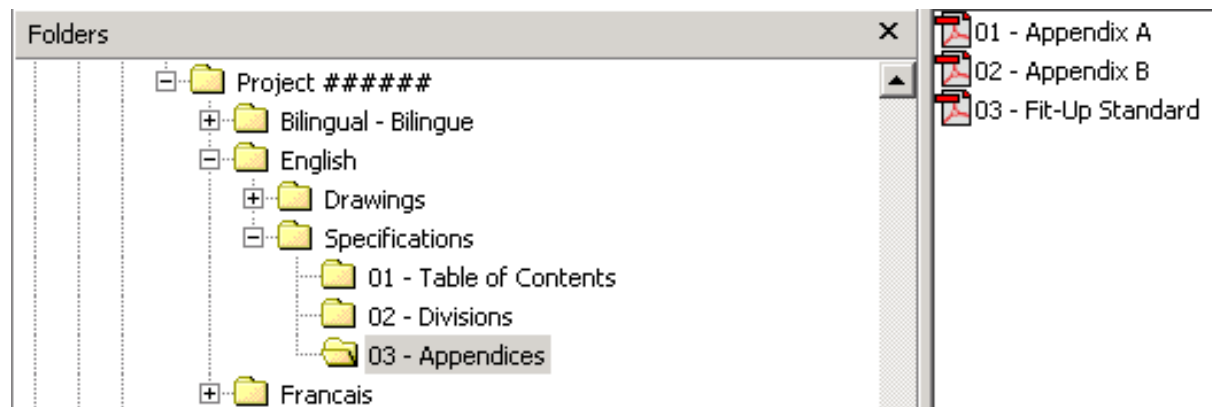 Folders
Project ######
Bilingual - Bilingue
English
Drawings
Specifications
01 - Table of Contents
02 - Divisions
03 - Appendices
Francais
01 - Appendix A
02 - Appendix B
03 - Fit-Up Standard